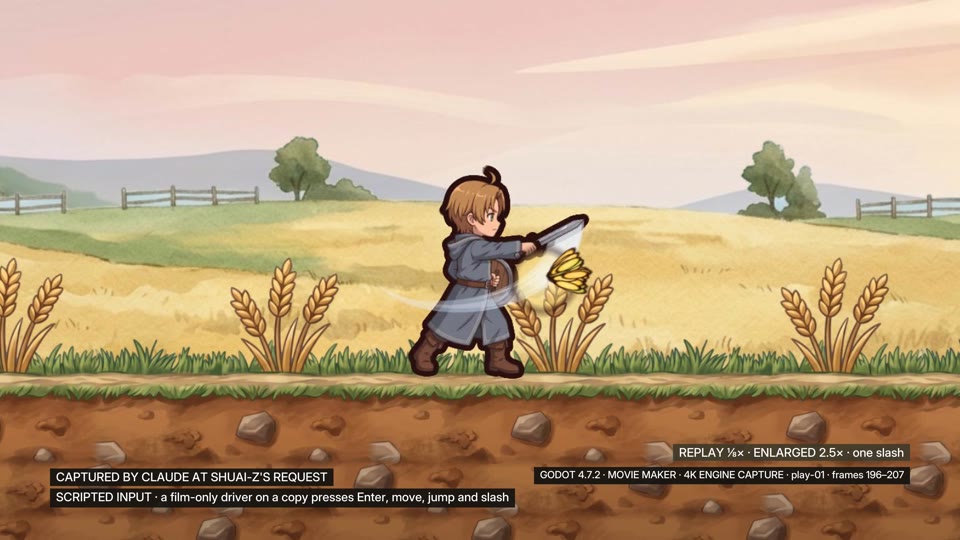 REPLAY ⅛× · ENLARGED 2.5× · one slash
CAPTURED BY CLAUDE AT SHUAI-Z'S REQUEST
GODOT 4.7.2 · MOVIE MAKER · 4K ENGINE CAPTURE · play-01 · frames 196–207
SCRIPTED INPUT · a film-only driver on a copy presses Enter, move, jump and slash